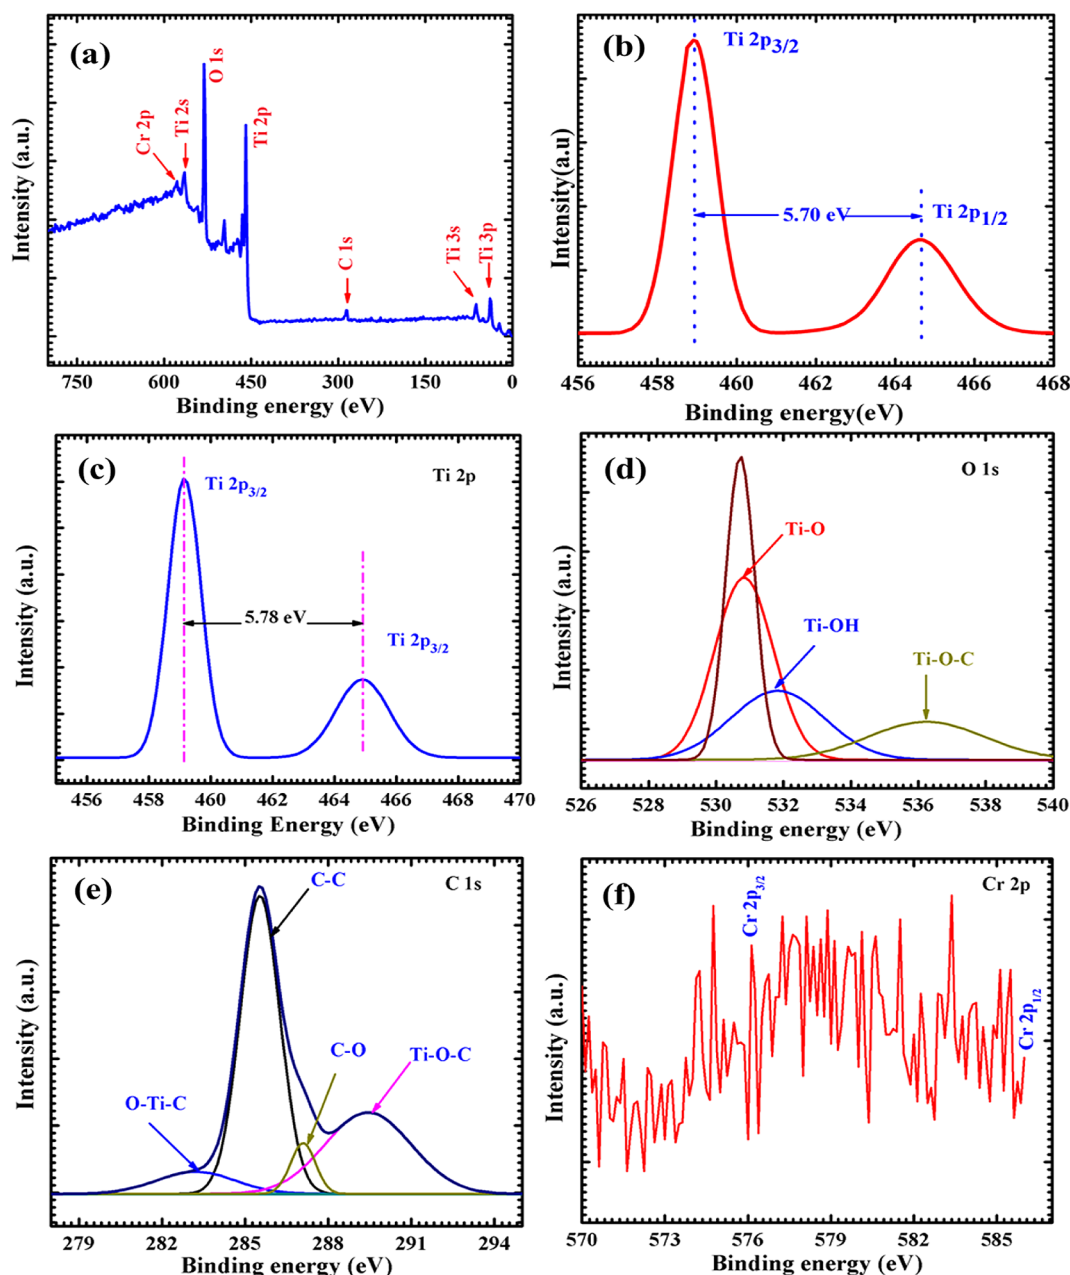 (a)
Cr 2p
Ti 2s
O 1s
Ti 2p
C 1s
Ti 3s
Ti 3p
Intensity (a.u.)
750 600 450 300 150 0
Binding energy (eV)
(b)
Ti 2p3/2
5.70 eV
Ti 2p1/2
Intensity(a.u)
456 458 460 462 464 466 468
Binding energy(eV)
(c)
Ti 2p
Ti 2p3/2
5.78 eV
Ti 2p3/2
Intensity (a.u.)
456 458 460 462 464 466 468 470
Binding Energy (eV)
(d)
O 1s
Ti-O
Ti-OH
Ti-O-C
Intensity (a.u.)
526 528 530 532 534 536 538 540
Binding energy (eV)
(e)
C 1s
C-C
C-O
Ti-O-C
O-Ti-C
Intensity (a.u.)
279 282 285 288 291 294
Binding energy (eV)
(f)
Cr 2p
Cr 2p3/2
Cr 2p1/2
Intensity (a.u.)
570 573 576 579 582 585
Binding energy (eV)